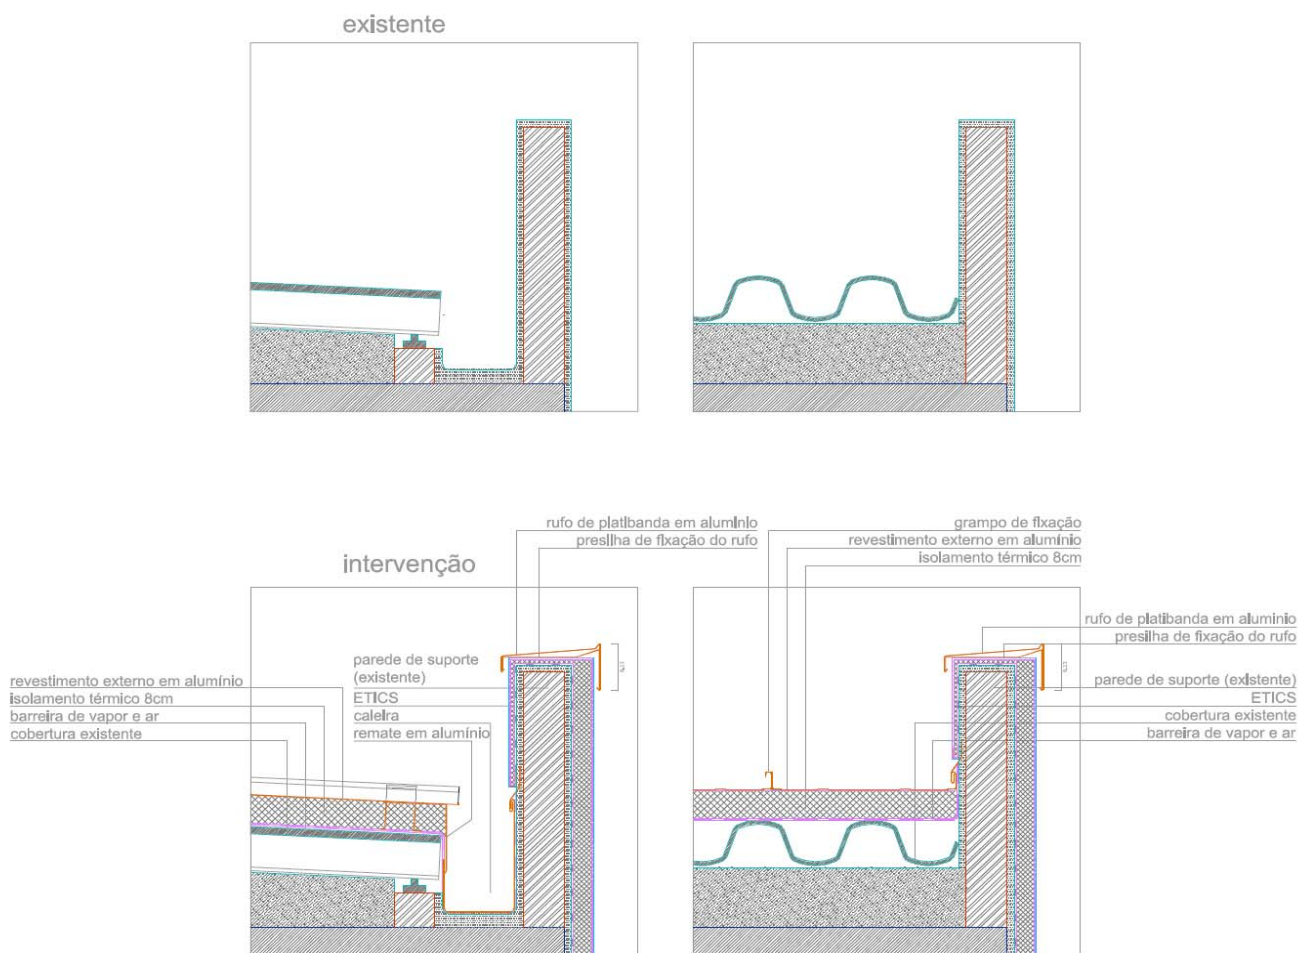 existente
intervenção
rufo de platibanda em alumínio
presilha de fixação do rufo
parede de suporte
(existente)
ETICS
caleira
remate em alumínio
revestimento externo em alumínio
isolamento térmico 8cm
barreira de vapor e ar
cobertura existente
grampo de fixação
revestimento externo em alumínio
isolamento térmico 8cm
rufo de platibanda em aluminio
presilha de fixação do rufo
parede de suporte (existente)
ETICS
cobertura existente
barreira de vapor e ar